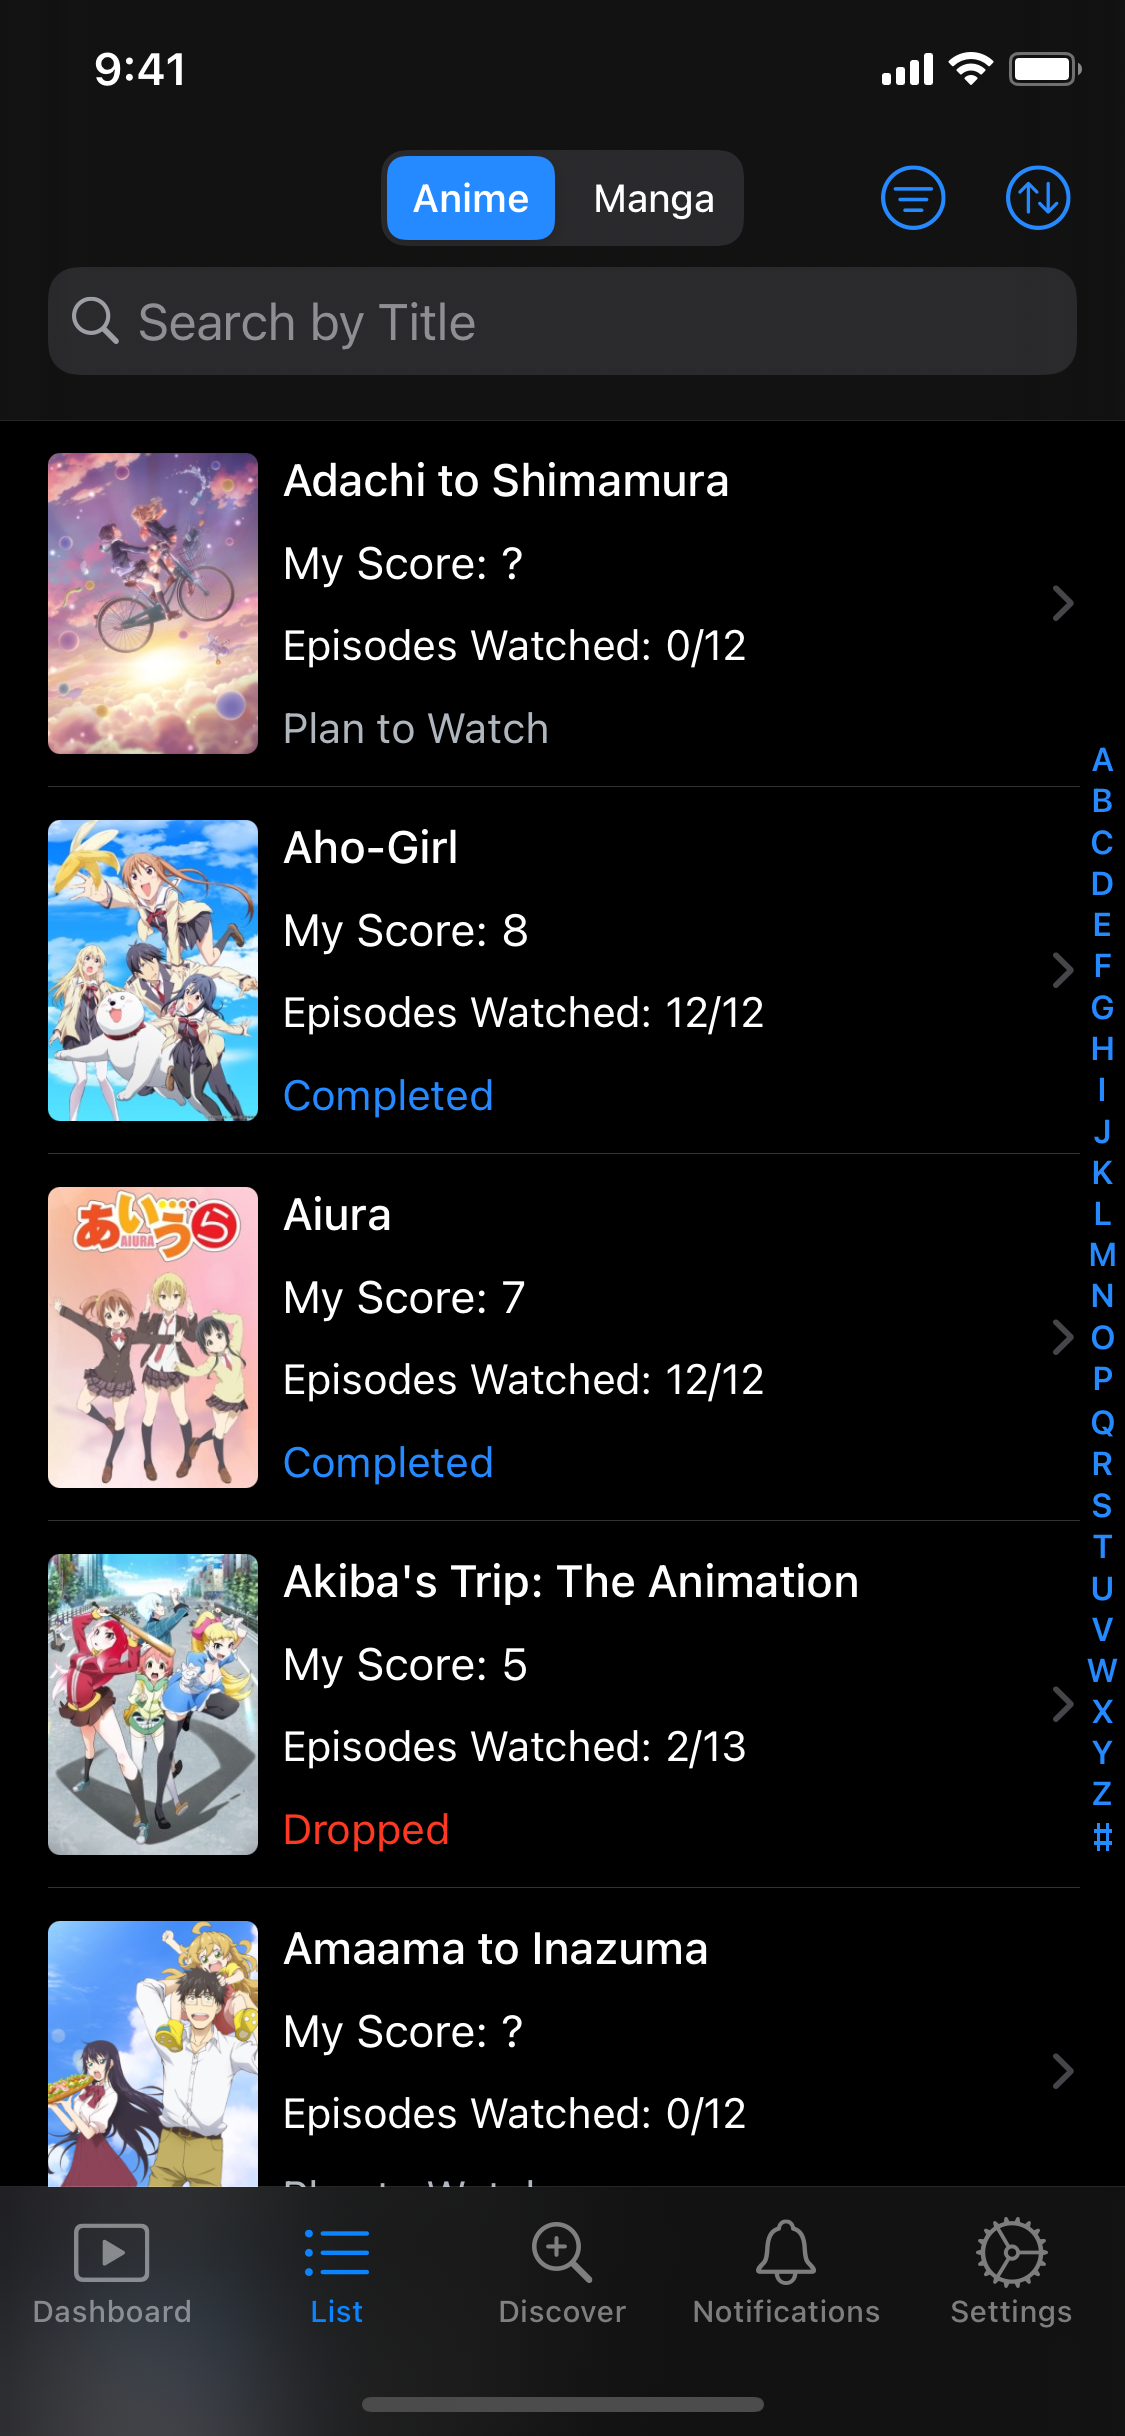 9:41
Anime
Manga
Search by Title
Adachi to Shimamura
My Score: ?
Episodes Watched: 0/12
Plan to Watch
Aho-Girl
My Score: 8
Episodes Watched: 12/12
Completed
あいうら
AIURA
Aiura
My Score: 7
Episodes Watched: 12/12
Completed
Akiba's Trip: The Animation
My Score: 5
Episodes Watched: 2/13
Dropped
Amaama to Inazuma
My Score: ?
Episodes Watched: 0/12
Plan to Watch
A
B
C
D
E
F
G
H
I
J
K
L
M
N
O
P
Q
R
S
T
U
V
W
X
Y
Z
#
Dashboard
List
Discover
Notifications
Settings